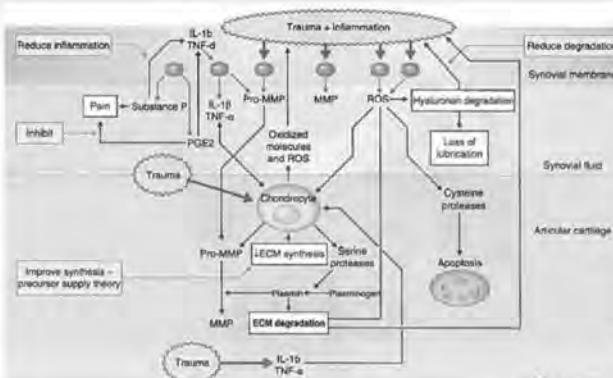 Trauma + inflammation
IL-1b
TNF-d
Reduce inflammation
Reduce degradation
Synovial membrane
Pain
Substance P
IL-1β
TNF-α
Pro-MMP
MMP
ROS
Hyaluronan degradation
Inhibit
PGE2
Oxidized
molecules
and ROS
Loss of
lubrication
Synovial fluid
Trauma
Chondrocyte
Cysteine
proteases
Articular cartilage
Pro-MMP
↓ECM synthesis
Serine
proteases
Improve synthesis –
precursor supply theory
Apoptosis
Plasmin
Plasminogen
MMP
ECM degradation
Trauma
IL-1b
TNF-α